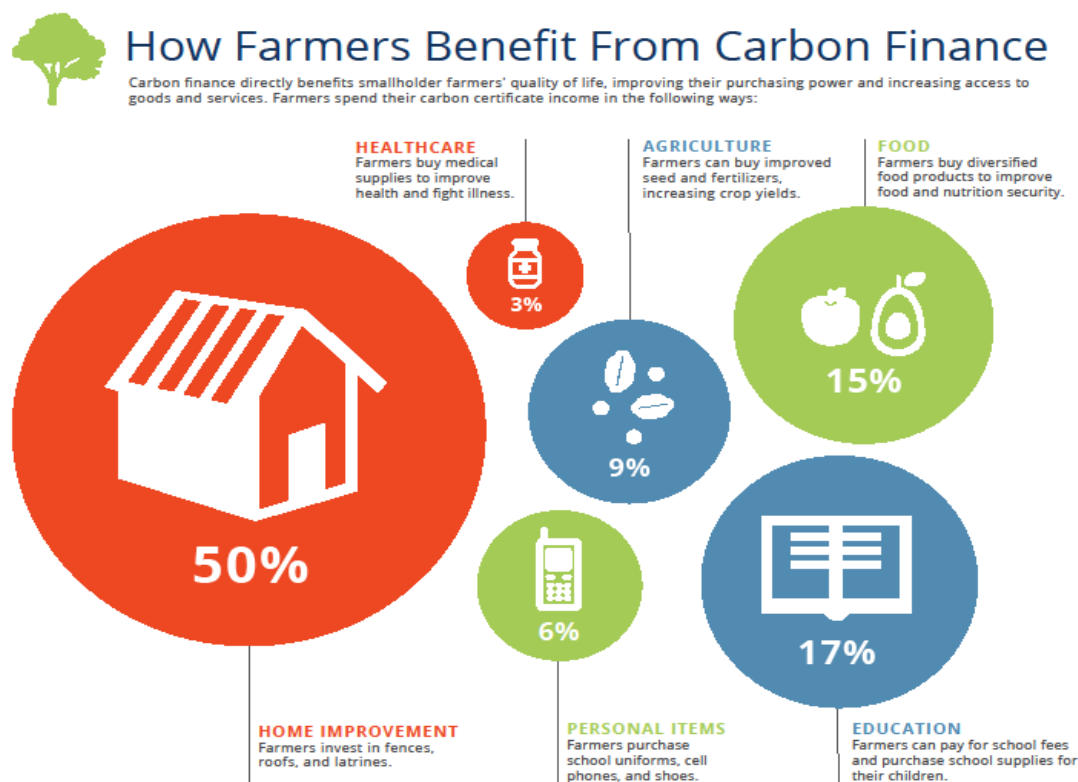 How Farmers Benefit From Carbon Finance
Carbon finance directly benefits smallholder farmers' quality of life, improving their purchasing power and increasing access to
goods and services. Farmers spend their carbon certificate income in the following ways:
HEALTHCARE
Farmers buy medical
supplies to improve
health and fight illness.
AGRICULTURE
Farmers can buy improved
seed and fertilizers,
increasing crop yields.
FOOD
Farmers buy diversified
food products to improve
food and nutrition security.
3%
15%
9%
50%
6%
17%
HOME IMPROVEMENT
Farmers invest in fences,
roofs, and latrines.
PERSONAL ITEMS
Farmers purchase
school uniforms, cell
phones, and shoes.
EDUCATION
Farmers can pay for school fees
and purchase school supplies for
their children.